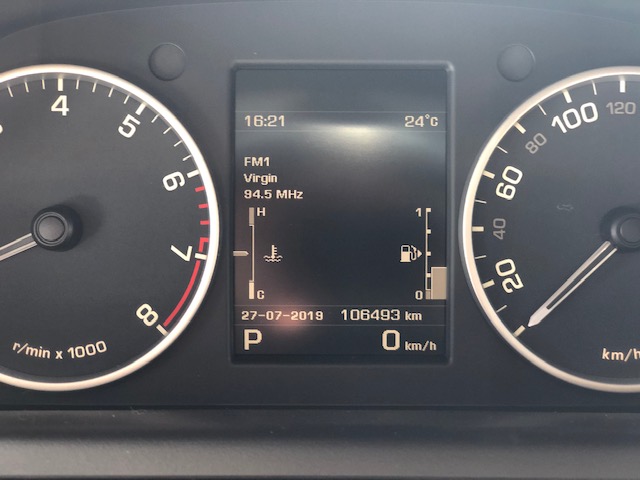 16:21 24°C
FM1
Virgin
94.5 MHz
H 1
C 0
27-07-2019 106493 km
P 0 km/h
4
5
6
7
8
r/min x 1000
20
40
60
80
100
120
km/h